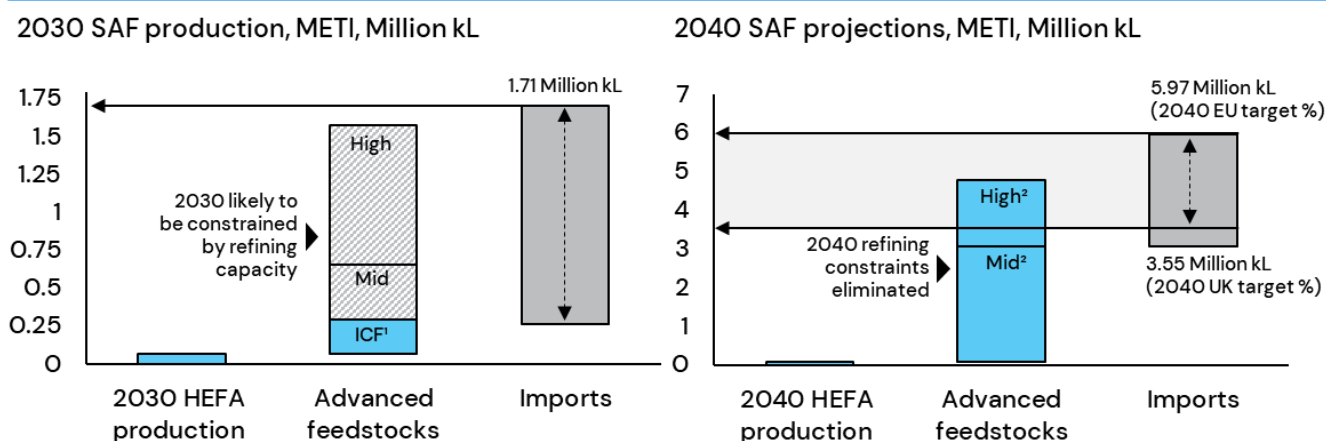 2030 SAF production, METI, Million kL
1.75
1.5
1.25
1
0.75
0.5
0.25
0
1.71 Million kL
High
2030 likely to
be constrained
by refining
capacity
Mid
ICF¹
2030 HEFA
production
Advanced
feedstocks
Imports
2040 SAF projections, METI, Million kL
7
6
5
4
3
2
1
0
5.97 Million kL
(2040 EU target %)
High²
2040 refining
constraints
eliminated
Mid²
3.55 Million kL
(2040 UK target %)
2040 HEFA
production
Advanced
feedstocks
Imports